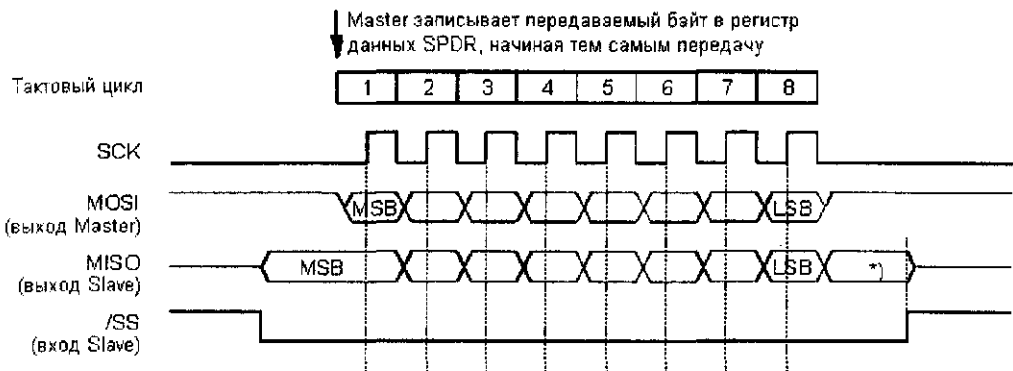 Master записывает передаваемый байт в регистр
данных SPDR, начиная тем самым передачу
Тактовый цикл 1 2 3 4 5 6 7 8
SCK
MOSI MSB LSB
(выход Master)
MISO MSB LSB *)
(выход Slave)
/SS
(вход Slave)